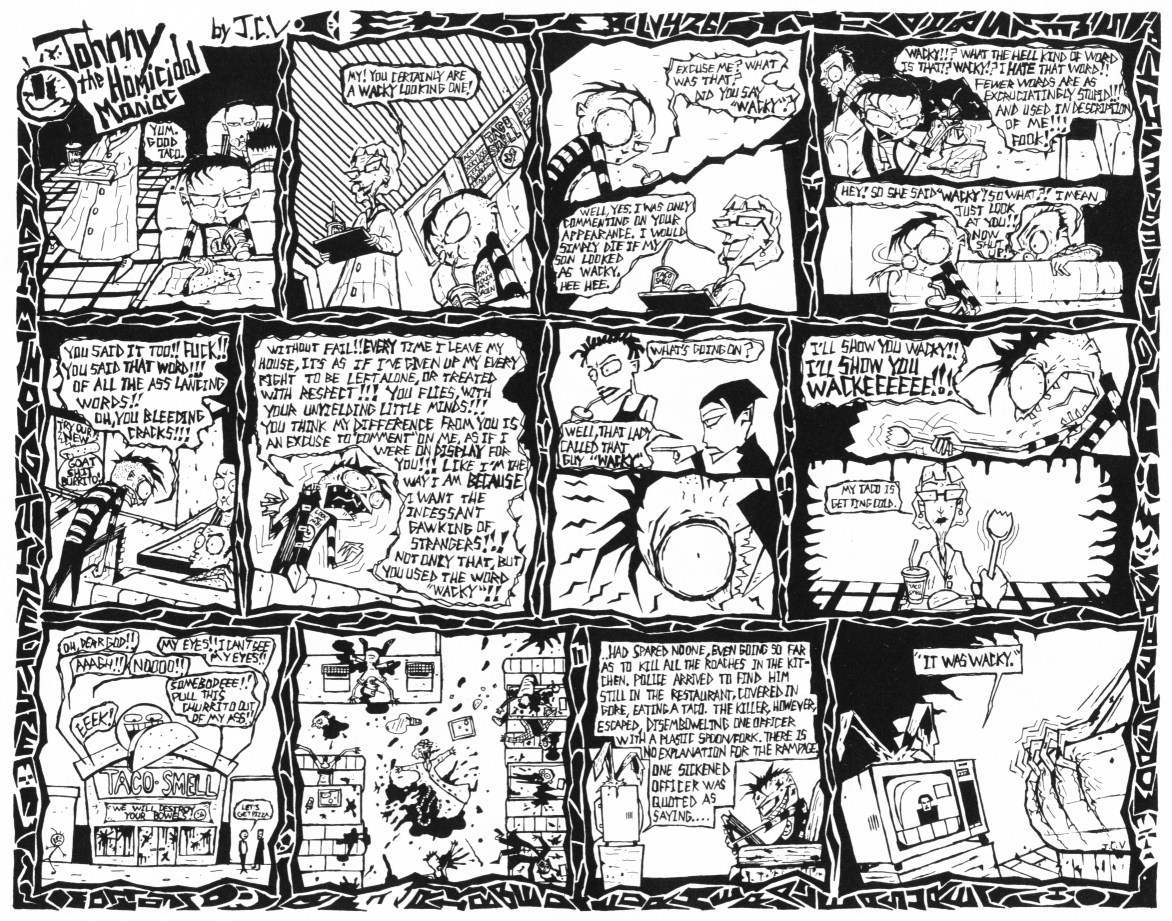 Johnny
the Homicidal
Maniac
by J.C.V
YUM.
GOOD
TACO.
MY! YOU CERTAINLY ARE
A WACKY LOOKING ONE!
TACO
SMELL
EXCUSE ME? WHAT
WAS THAT?
DID YOU SAY
"WACKY"?
WELL, YES. I WAS ONLY
COMMENTING ON YOUR
APPEARANCE. I WOULD
SIMPLY DIE IF MY
SON LOOKED
AS WACKY.
HEE HEE.
TACO
SMELL
WACKY!!? WHAT THE HELL KIND OF WORD
IS THAT? WACKY!? I HATE THAT WORD!!
FEWER WORDS ARE AS
EXCRUCIATINGLY STUPID!!!
AND USED IN DESCRIPTION
OF ME!!!
FOOK!!
HEY! SO SHE SAID "WACKY"! SO WHAT?! I MEAN
JUST LOOK
AT YOU!!
NOW
SHUT
UP!
YOU SAID IT TOO!! FUCK!!
YOU SAID THAT WORD!!!
OF ALL THE ASS LANCING
WORDS!!
OH, YOU BLEEDING
CRACKS!!!
TRY OUR
NEW
GOAT
GUT
BURRITO!
WITHOUT FAIL!! EVERY TIME I LEAVE MY
HOUSE, IT'S AS IF I'VE GIVEN UP MY EVERY
RIGHT TO BE LEFT ALONE, OR TREATED
WITH RESPECT!!! YOU FLIES, WITH
YOUR UNYIELDING LITTLE MINDS!!!
YOU THINK MY DIFFERENCE FROM YOU IS
AN EXCUSE TO "COMMENT" ON ME, AS IF I
WERE ON DISPLAY FOR
YOU!!! LIKE I'M THE
WAY I AM BECAUSE
I WANT THE
INCESSANT
GAWKING OF
STRANGERS!!!
NOT ONLY THAT, BUT
YOU USED THE WORD
"WACKY"!!
WHAT'S GOING ON?
WELL, THAT LADY
CALLED THAT
GUY "WACKY".
I'LL SHOW YOU WACKY!!
I'LL SHOW YOU
WACKEEEEEE!!!
MY TACO IS
GETTING COLD.
TACO
SMELL
OH, DEAR GOD!!
MY EYES!! I CAN'T SEE
MY EYES!!
AAAGH!!
NOOOO!!
SOMEBODEEE!!
PULL THIS
CHURRITO OUT
OF MY ASS!!
EEEK!
TACO·SMELL
WE WILL DESTROY
YOUR BOWELS!
LET'S
GET PIZZA.
..HAD SPARED NO ONE, EVEN GOING SO FAR
AS TO KILL ALL THE ROACHES IN THE KIT-
CHEN. POLICE ARRIVED TO FIND HIM
STILL IN THE RESTAURANT, COVERED IN
GORE, EATING A TACO. THE KILLER, HOWEVER,
ESCAPED, DISEMBOWELING ONE OFFICER
WITH A PLASTIC SPOON/FORK. THERE IS
NO EXPLANATION FOR THE RAMPAGE.
ONE SICKENED
OFFICER WAS
QUOTED AS
SAYING....
"IT WAS WACKY."
J.C.V